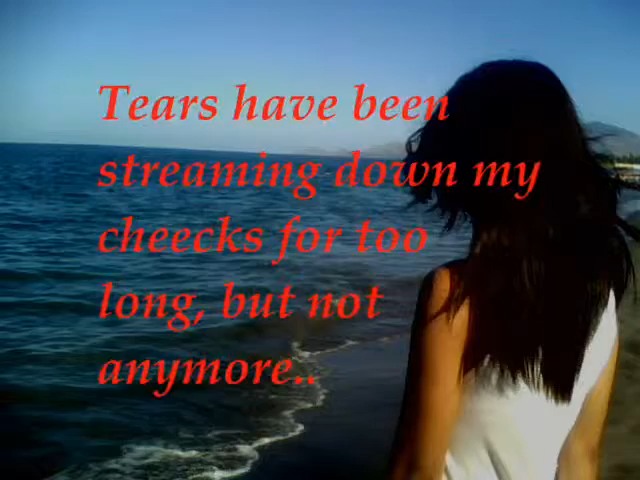 Tears have been
streaming down my
cheecks for too
long, but not
anymore..